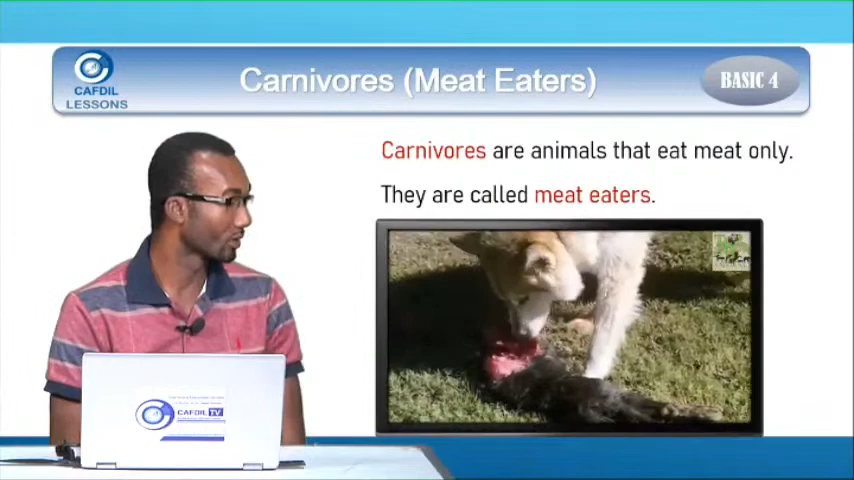 CAFDIL
LESSONS
Carnivores (Meat Eaters)
BASIC 4
Carnivores are animals that eat meat only.
They are called meat eaters.
CAFDIL TV